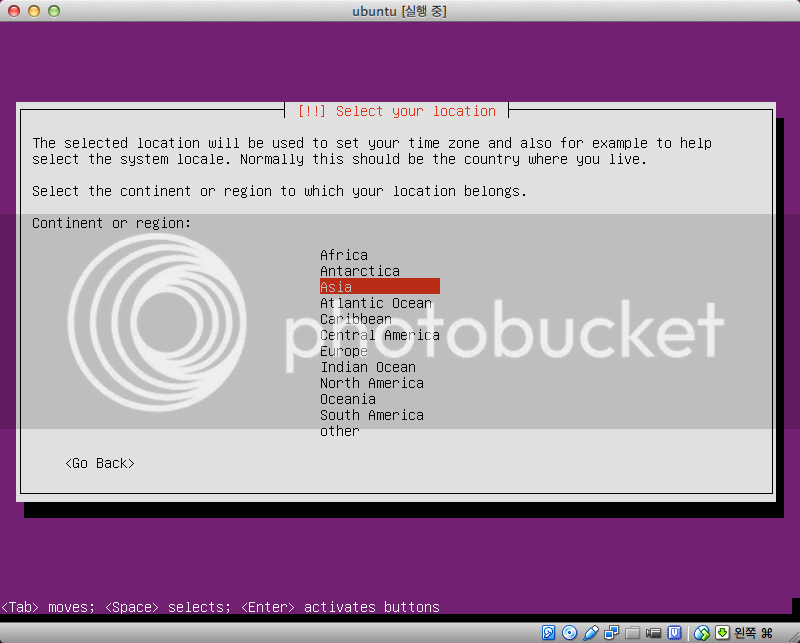 ubuntu [실행 중]
[!!] Select your location
The selected location will be used to set your time zone and also for example to help
select the system locale. Normally this should be the country where you live.
Select the continent or region to which your location belongs.
Continent or region:
Africa
Antarctica
Asia
Atlantic Ocean
Caribbean
Central America
Europe
Indian Ocean
North America
Oceania
South America
other
photobucket
<Go Back>
<Tab> moves; <Space> selects; <Enter> activates buttons
왼쪽 ⌘